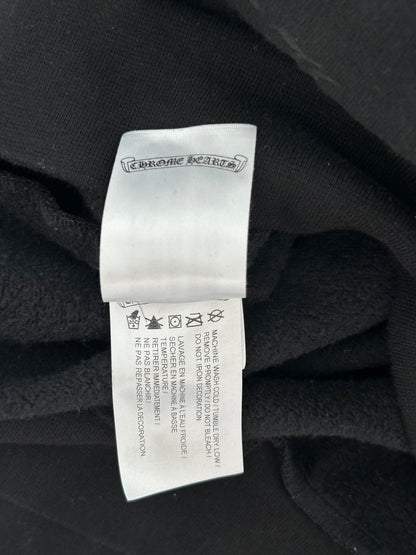 CHROME HEARTS
MACHINE WASH COLD / TUMBLE DRY LOW /
REMOVE PROMPTLY / DO NOT BLEACH /
DO NOT IRON DECORATION.
LAVAGE EN MACHINE À L'EAU FROIDE /
SECHER EN MACHINE À BASSE
TEMPERATURE /
RETIRER IMMÉDIATEMENT /
NE PAS BLANCHIR /
NE PAS REPASSER LA DECORATION.